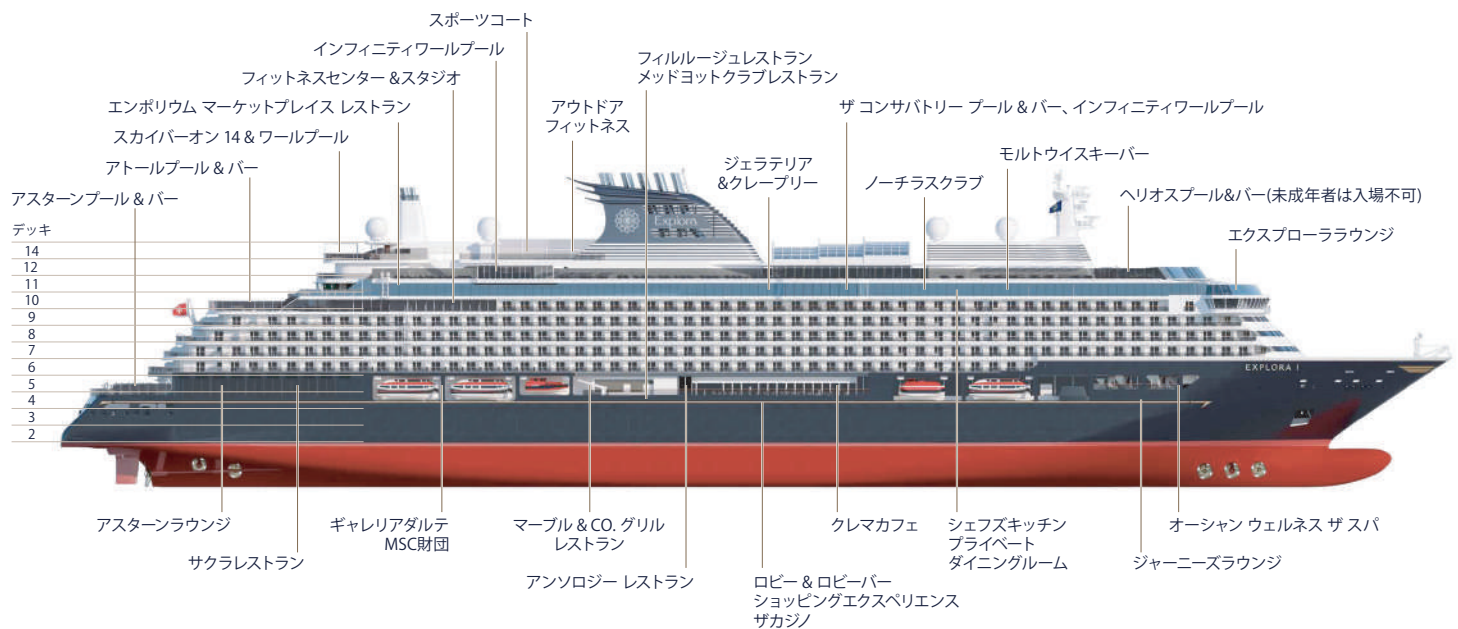 スポーツコート
インフィニティワールプール
フィットネスセンター &スタジオ
エンポリウム マーケットプレイス レストラン
スカイバーオン 14 & ワールプール
アトールプール & バー
アスターンプール & バー
アウトドア
フィットネス
フィルルージュレストラン
メッドヨットクラブレストラン
ジェラテリア
&クレープリー
ザ コンサバトリー プール & バー、インフィニティワールプール
ノーチラスクラブ
モルトウイスキーバー
ヘリオスプール&バー(未成年者は入場不可)
エクスプローララウンジ
デッキ
14
12
11
10
9
8
7
6
5
4
3
2
Explora
EXPLORA I
アスターンラウンジ
サクラレストラン
ギャレリアダルテ
MSC財団
マーブル & CO. グリル
レストラン
アンソロジー レストラン
ロビー & ロビーバー
ショッピングエクスペリエンス
ザカジノ
クレマカフェ
シェフズキッチン
プライベート
ダイニングルーム
ジャーニーズラウンジ
オーシャン ウェルネス ザ スパ